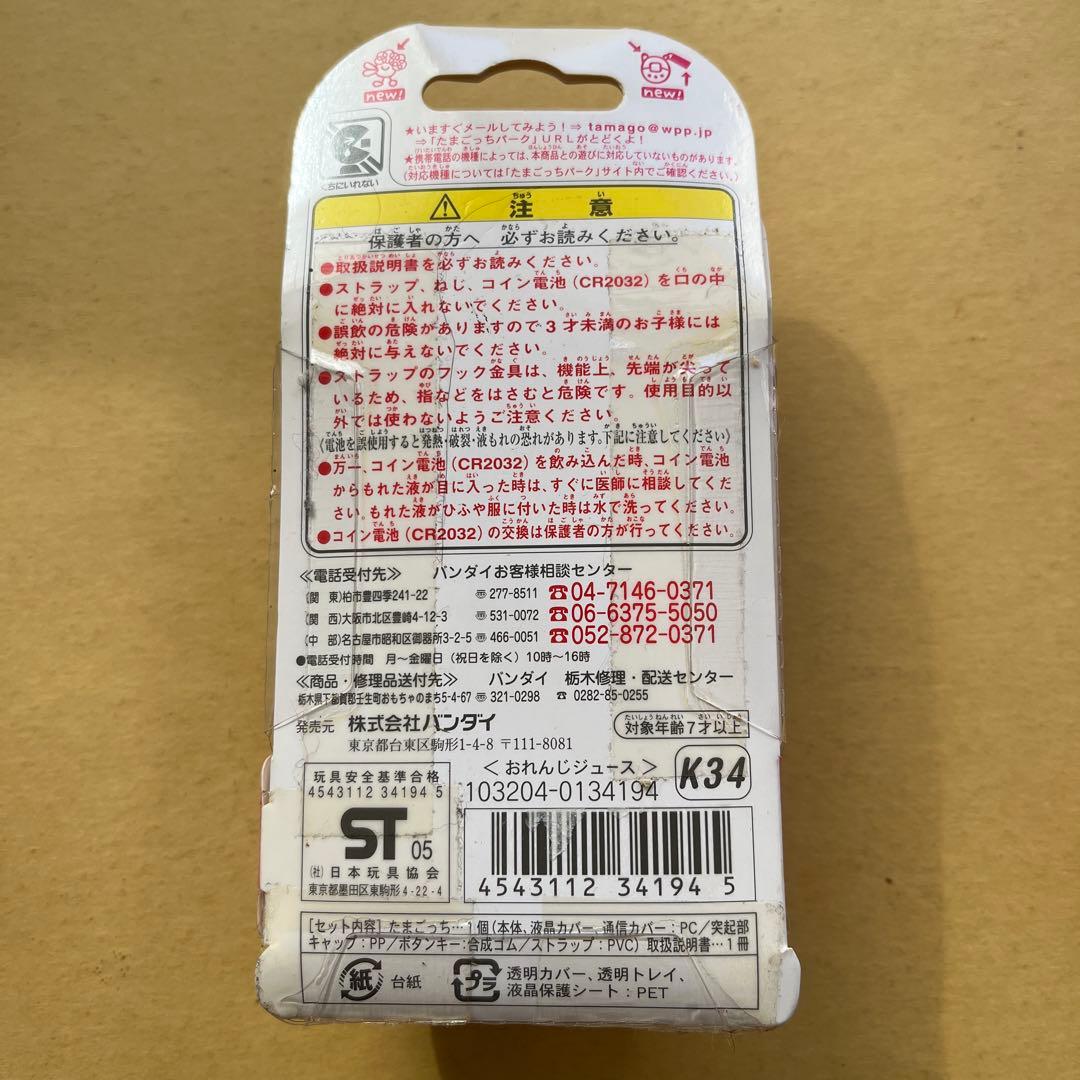 new!
new!
くちにいれない
★いますぐメールしてみよう!⇒ tamago@wpp.jp
⇒「たまごっちパーク」URLがとどくよ!
★携帯電話の機種によっては、本商品との遊びに対応していないものがあります。
(対応機種については「たまごっちパーク」サイト内でご確認ください。)
注意
保護者の方へ 必ずお読みください。
●取扱説明書を必ずお読みください。
●ストラップ、ねじ、コイン電池(CR2032)を口の中
に絶対に入れないでください。
●誤飲の危険がありますので3才未満のお子様には
絶対に与えないでください。
●ストラップのフック金具は、機能上、先端が尖って
いるため、指などをはさむと危険です。使用目的以
外では使わないようご注意ください。
〈電池を誤使用すると発熱・破裂・液もれの恐れがあります。下記に注意してください〉
●万一、コイン電池(CR2032)を飲み込んだ時、コイン電池
からもれた液が目に入った時は、すぐに医師に相談してくだ
さい。もれた液がひふや服に付いた時は水で洗ってください。
●コイン電池(CR2032)の交換は保護者の方が行ってください。
≪電話受付先≫ バンダイお客様相談センター
(関 東)柏市豊四季241-22 〒277-8511 ☎04-7146-0371
(関 西)大阪市北区豊崎4-12-3 〒531-0072 ☎06-6375-5050
(中 部)名古屋市昭和区御器所3-2-5 〒466-0051 ☎052-872-0371
●電話受付時間 月〜金曜日(祝日を除く)10時〜16時
≪商品・修理品送付先≫ バンダイ 栃木修理・配送センター
栃木県下都賀郡壬生町おもちゃのまち5-4-67 〒321-0298 ☎0282-85-0255
発売元 株式会社バンダイ
対象年齢7才以上
東京都台東区駒形1-4-8 〒111-8081
<おれんじジュース>
K34
103204-0134194
玩具安全基準合格
4543112 34194 5
ST 05
(社)日本玩具協会
東京都墨田区東駒形4-22-4
4543112 34194 5
[セット内容] たまごっち…1個(本体、液晶カバー、通信カバー:PC/突起部
キャップ:PP/ボタンキー:合成ゴム/ストラップ:PVC) 取扱説明書…1冊
紙 台紙
プラ 透明カバー、透明トレイ、
液晶保護シート:PET